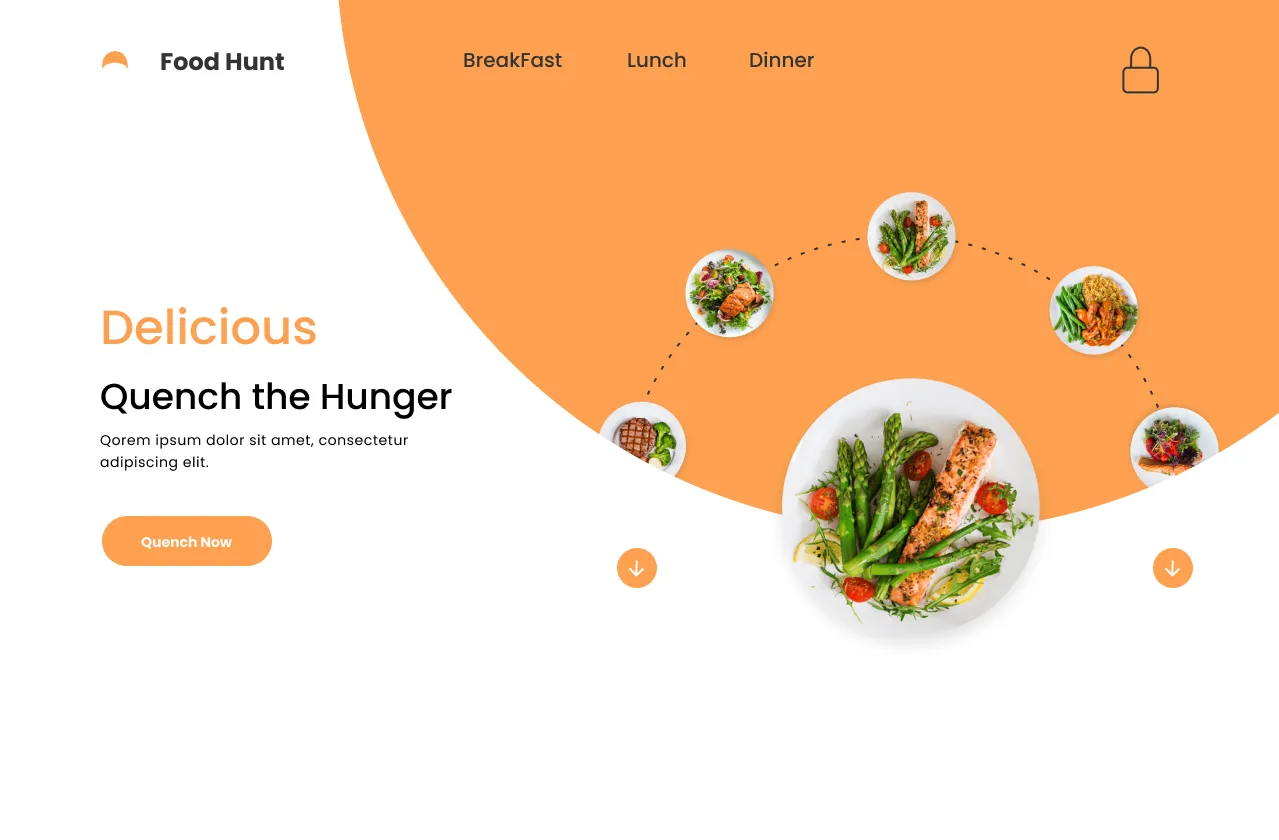 Food Hunt
BreakFast
Lunch
Dinner
Delicious
Quench the Hunger
Qorem ipsum dolor sit amet, consectetur
adipiscing elit.
Quench Now